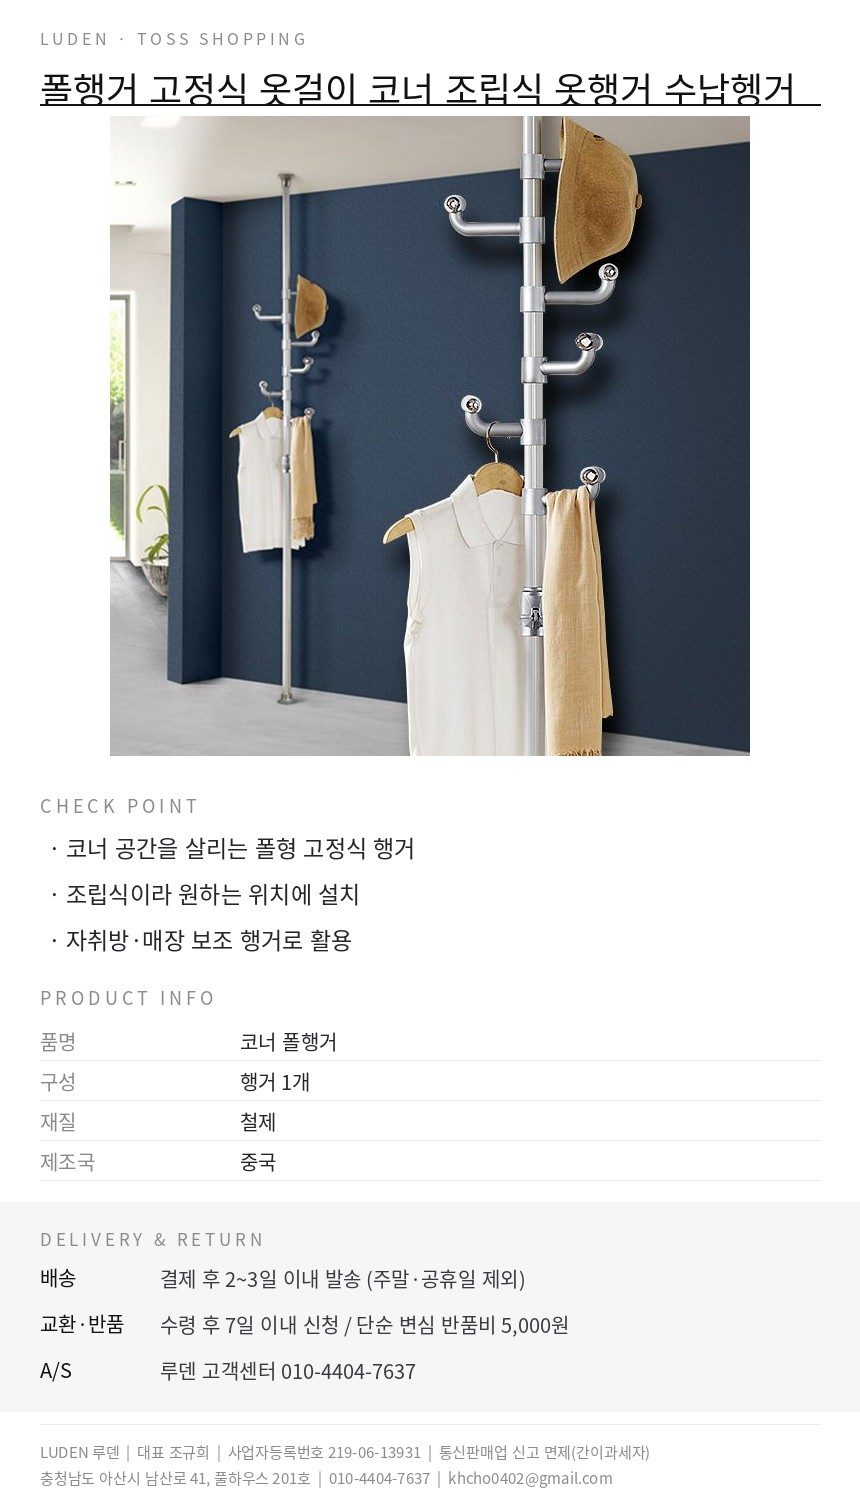 LUDEN · TOSS SHOPPING
폴행거 고정식 옷걸이 코너 조립식 옷행거 수납헹거
CHECK POINT
· 코너 공간을 살리는 폴형 고정식 행거
· 조립식이라 원하는 위치에 설치
· 자취방·매장 보조 행거로 활용
PRODUCT INFO
품명 코너 폴행거
구성 행거 1개
재질 철제
제조국 중국
DELIVERY & RETURN
배송 결제 후 2~3일 이내 발송 (주말·공휴일 제외)
교환·반품 수령 후 7일 이내 신청 / 단순 변심 반품비 5,000원
A/S 루덴 고객센터 010-4404-7637
LUDEN 루덴 | 대표 조규희 | 사업자등록번호 219-06-13931 | 통신판매업 신고 면제(간이과세자)
충청남도 아산시 남산로 41, 풀하우스 201호 | 010-4404-7637 | khcho0402@gmail.com